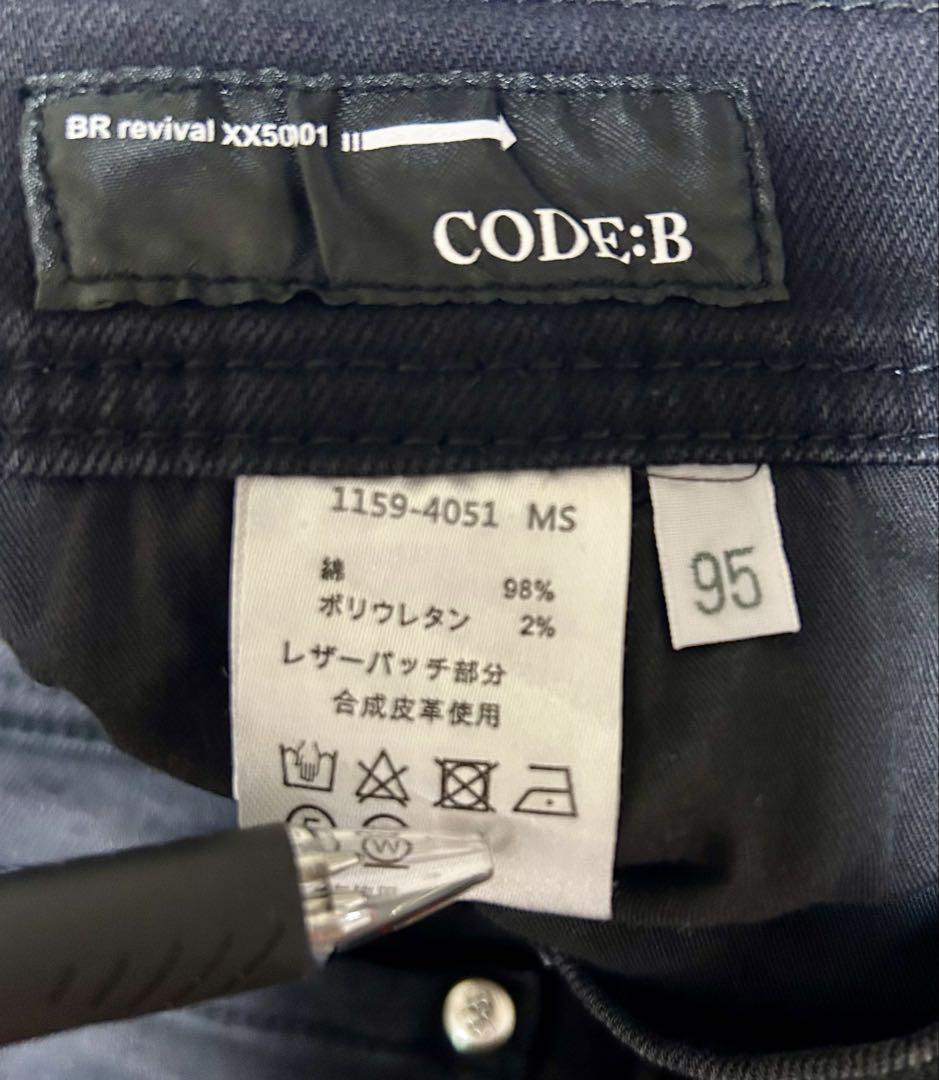 BR revival XX5001
CODE:B
1159-4051 MS
綿 98%
ポリウレタン 2%
レザーパッチ部分
合成皮革使用
95
W